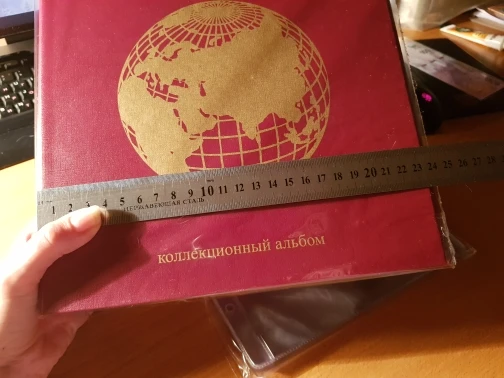 1 2 3 4 5 6 7 8 9 10 11 12 13 14 15 16 17 18 19 20 21 22 23 24 25 26 27 28
НЕРЖАВЕЮЩАЯ СТАЛЬ
коллекционный альбом